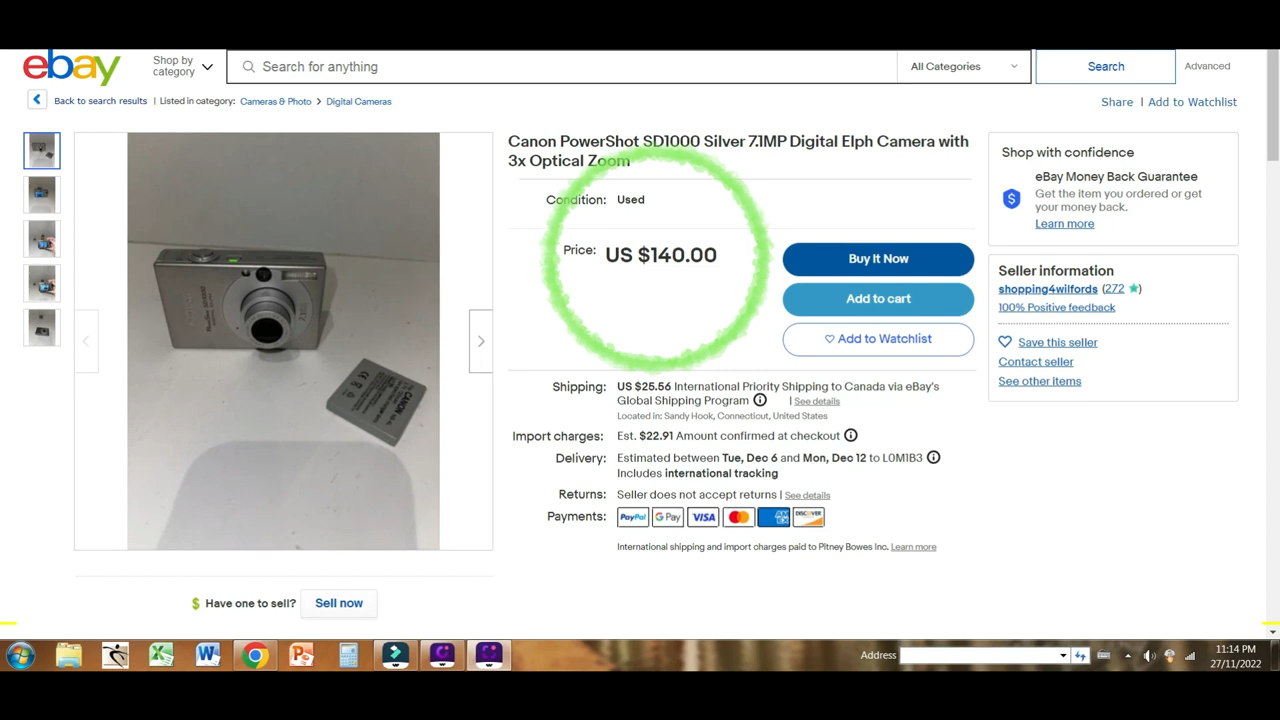 ebay
Shop by category
Search for anything
All Categories
Search
Advanced
Back to search results | Listed in category: Cameras & Photo > Digital Cameras
Share | Add to Watchlist
Canon PowerShot SD1000 Silver 7.1MP Digital Elph Camera with
3x Optical Zoom
Condition: Used
Price: US $140.00
Buy It Now
Add to cart
Add to Watchlist
Shipping: US $25.56 International Priority Shipping to Canada via eBay's
Global Shipping Program | See details
Located in: Sandy Hook, Connecticut, United States
Import charges: Est. $22.91 Amount confirmed at checkout
Delivery: Estimated between Tue, Dec 6 and Mon, Dec 12 to L0M1B3
Includes international tracking
Returns: Seller does not accept returns | See details
Payments: PayPal G Pay VISA AM EX DISCOVER
International shipping and import charges paid to Pitney Bowes Inc. Learn more
Shop with confidence
eBay Money Back Guarantee
Get the item you ordered or get
your money back.
Learn more
Seller information
shopping4wilfords (272)
100% Positive feedback
Save this seller
Contact seller
See other items
CANON
$ Have one to sell? Sell now
Address
11:14 PM
27/11/2022